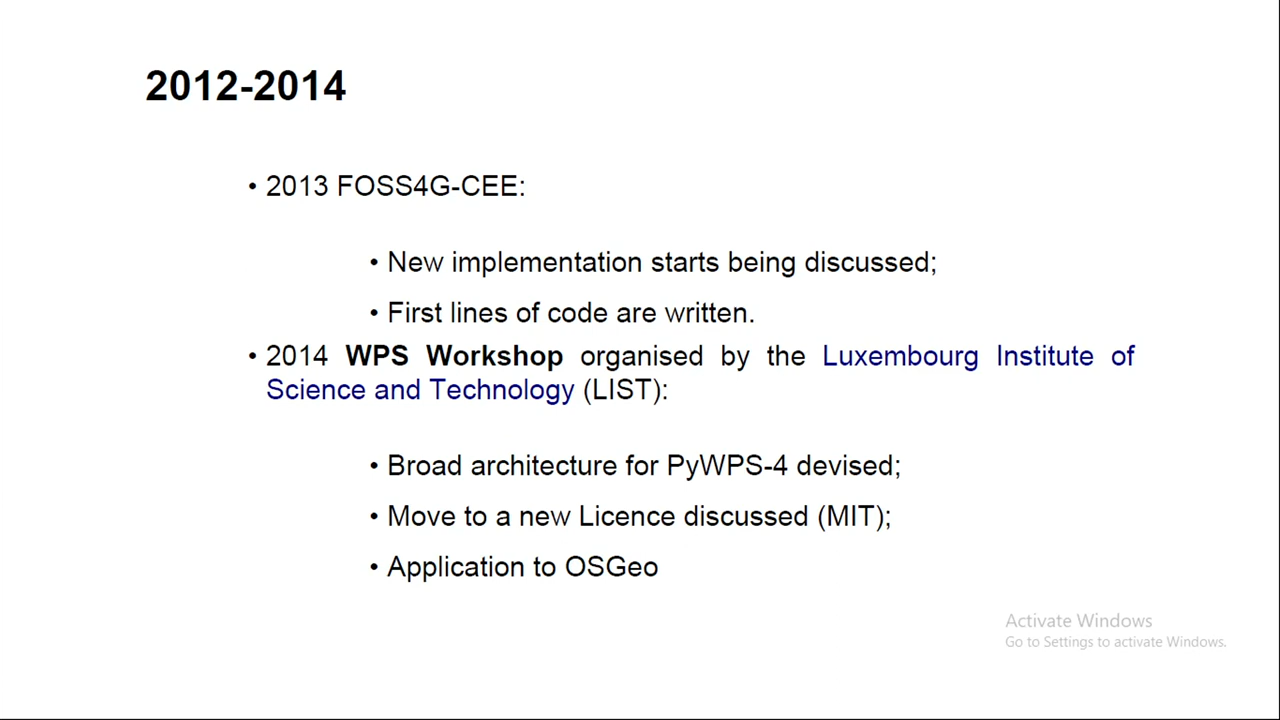 2012-2014
• 2013 FOSS4G-CEE:
• New implementation starts being discussed;
• First lines of code are written.
• 2014 WPS Workshop organised by the Luxembourg Institute of
Science and Technology (LIST):
• Broad architecture for PyWPS-4 devised;
• Move to a new Licence discussed (MIT);
• Application to OSGeo
Activate Windows
Go to Settings to activate Windows.